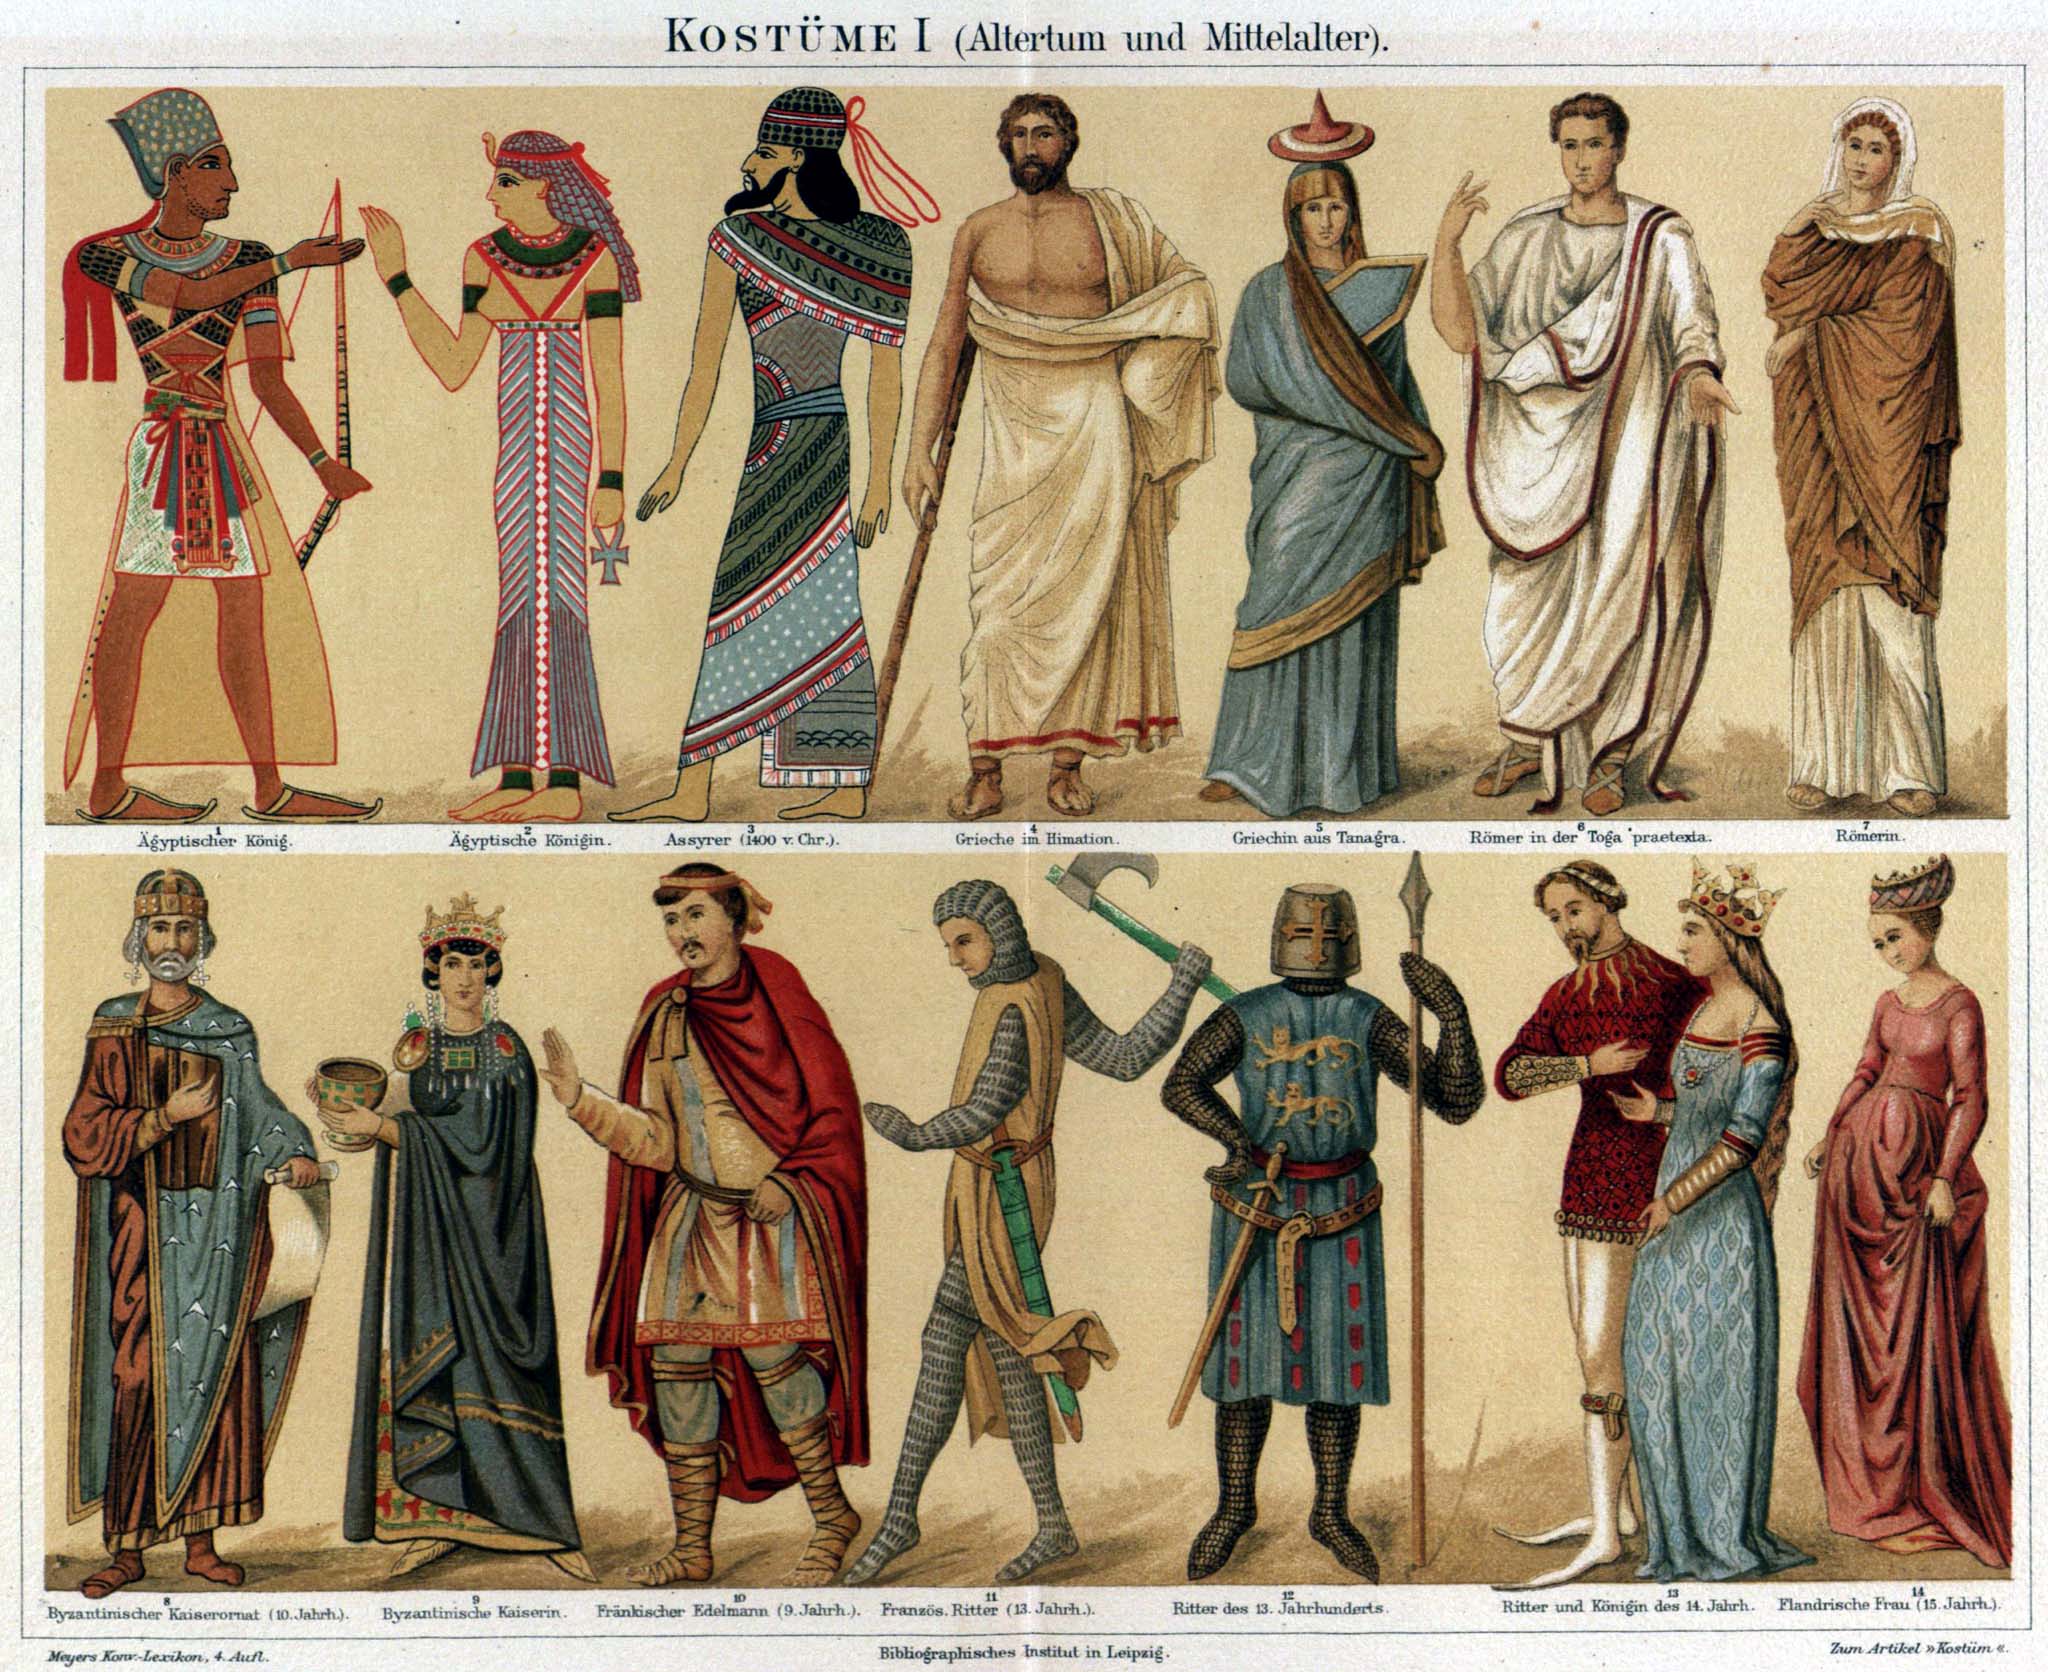 KOSTÜME I (Altertum und Mittelalter).
1 2 3 4 5 6 7
Ägyptischer König. Ägyptische Königin. Assyrer (1400 v. Chr.). Grieche im Himation. Griechin aus Tanagra. Römer in der Toga praetexta. Römerin.
8 9 10 11 12 13 14
Byzantinischer Kaiserornat (10. Jahrh.). Byzantinische Kaiserin. Fränkischer Edelmann (9. Jahrh.). Französ. Ritter (13. Jahrh.). Ritter des 13. Jahrhunderts. Ritter und Königin des 14. Jahrh. Flandrische Frau (15. Jahrh.).
Meyers Konv.-Lexikon, 4. Aufl. Bibliographisches Institut in Leipzig. Zum Artikel »Kostüm«.